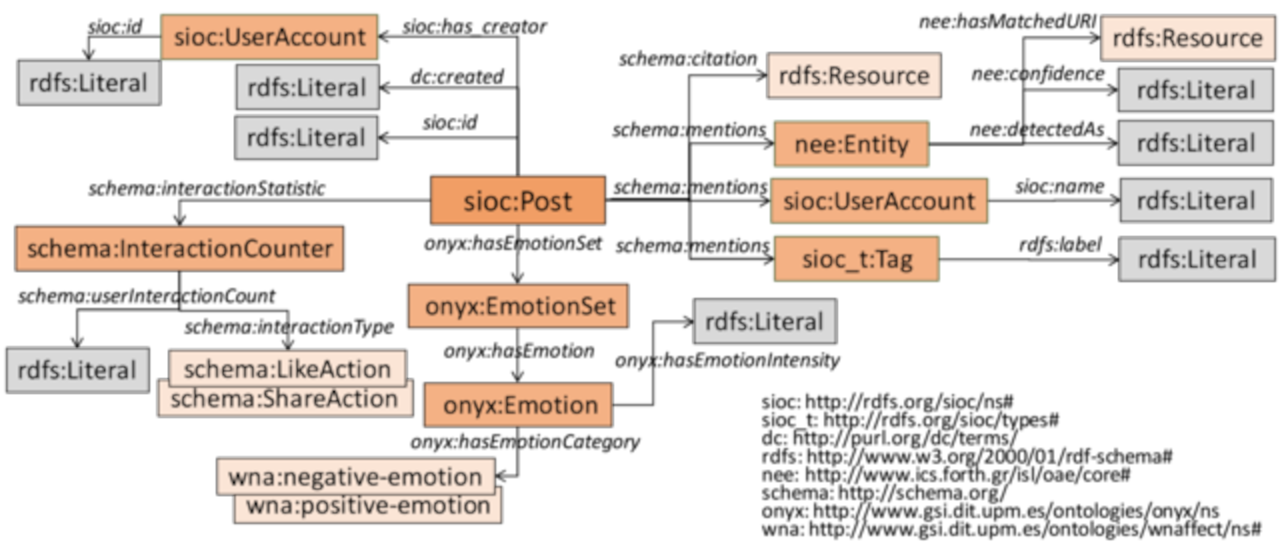 sioc:id
sioc:UserAccount
sioc:has_creator
rdfs:Literal
dc:created
rdfs:Literal
sioc:id
rdfs:Literal
schema:citation
rdfs:Resource
nee:hasMatchedURI
rdfs:Resource
nee:confidence
rdfs:Literal
schema:mentions
nee:Entity
nee:detectedAs
rdfs:Literal
schema:interactionStatistic
sioc:Post
schema:mentions
sioc:UserAccount
sioc:name
rdfs:Literal
schema:mentions
sioc_t:Tag
rdfs:label
rdfs:Literal
schema:InteractionCounter
onyx:hasEmotionSet
schema:userInteractionCount
schema:interactionType
onyx:EmotionSet
rdfs:Literal
rdfs:Literal
schema:LikeAction
schema:ShareAction
onyx:hasEmotion
onyx:hasEmotionIntensity
onyx:Emotion
onyx:hasEmotionCategory
wna:negative-emotion
wna:positive-emotion
sioc: http://rdfs.org/sioc/ns#
sioc_t: http://rdfs.org/sioc/types#
dc: http://purl.org/dc/terms/
rdfs: http://www.w3.org/2000/01/rdf-schema#
nee: http://www.ics.forth.gr/isl/oae/core#
schema: http://schema.org/
onyx: http://www.gsi.dit.upm.es/ontologies/onyx/ns
wna: http://www.gsi.dit.upm.es/ontologies/wnaffect/ns#